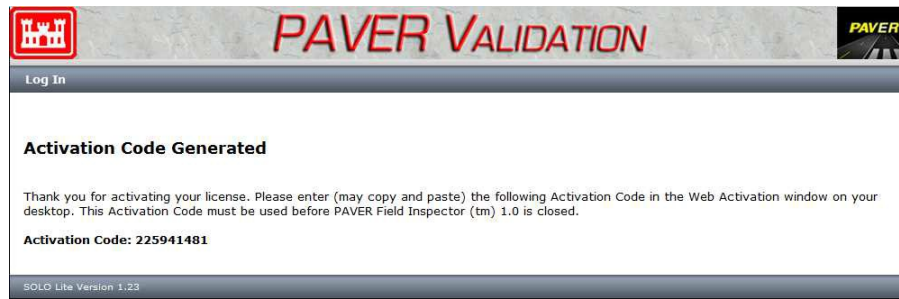 PAVER VALIDATION
PAVER
Log In
Activation Code Generated
Thank you for activating your license. Please enter (may copy and paste) the following Activation Code in the Web Activation window on your
desktop. This Activation Code must be used before PAVER Field Inspector (tm) 1.0 is closed.
Activation Code: 225941481
SOLO Lite Version 1.23